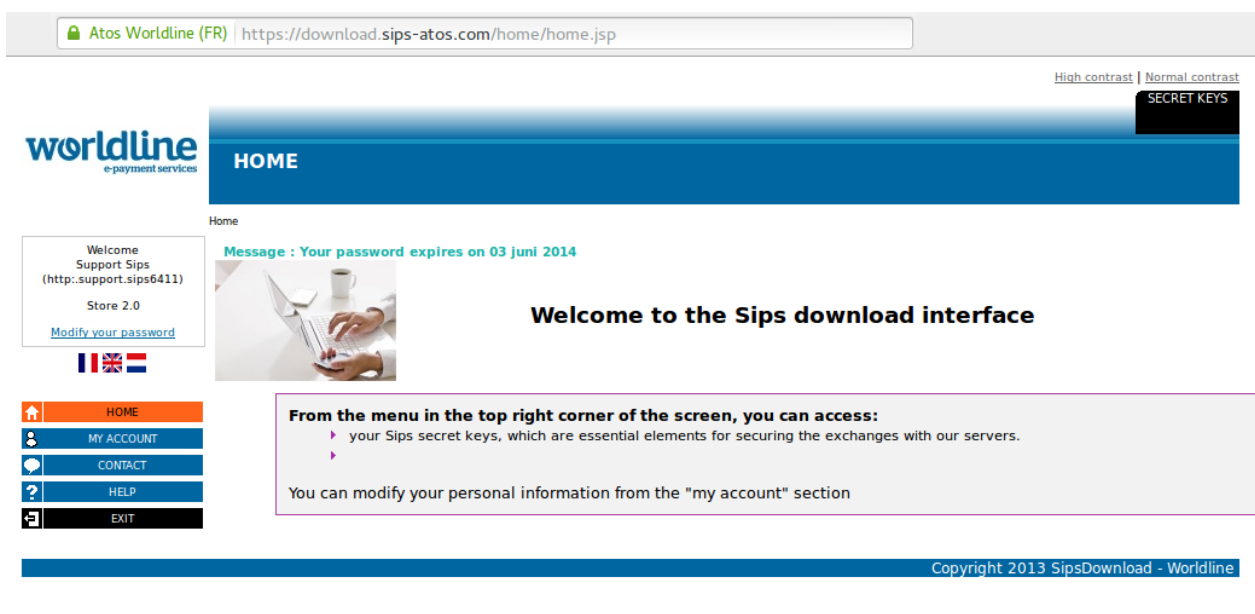 Atos Worldline (FR) https://download.sips-atos.com/home/home.jsp
High contrast | Normal contrast
SECRET KEYS
worldline
e-payment services
HOME
Home
Welcome
Support Sips
(http:.support.sips6411)
Store 2.0
Modify your password
Message : Your password expires on 03 juni 2014
Welcome to the Sips download interface
HOME
MY ACCOUNT
CONTACT
HELP
EXIT
From the menu in the top right corner of the screen, you can access:
your Sips secret keys, which are essential elements for securing the exchanges with our servers.
You can modify your personal information from the "my account" section
Copyright 2013 SipsDownload - Worldline